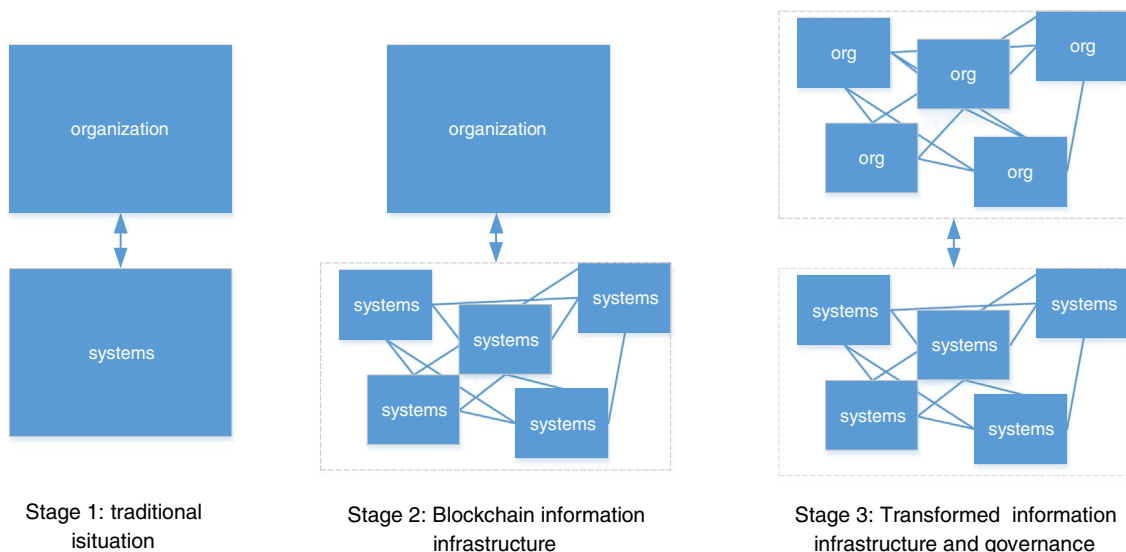 organization
systems
Stage 1: traditional
isituation
organization
systems
systems
systems
systems
systems
Stage 2: Blockchain information
infrastructure
org
org
org
org
org
systems
systems
systems
systems
systems
Stage 3: Transformed information
infrastructure and governance